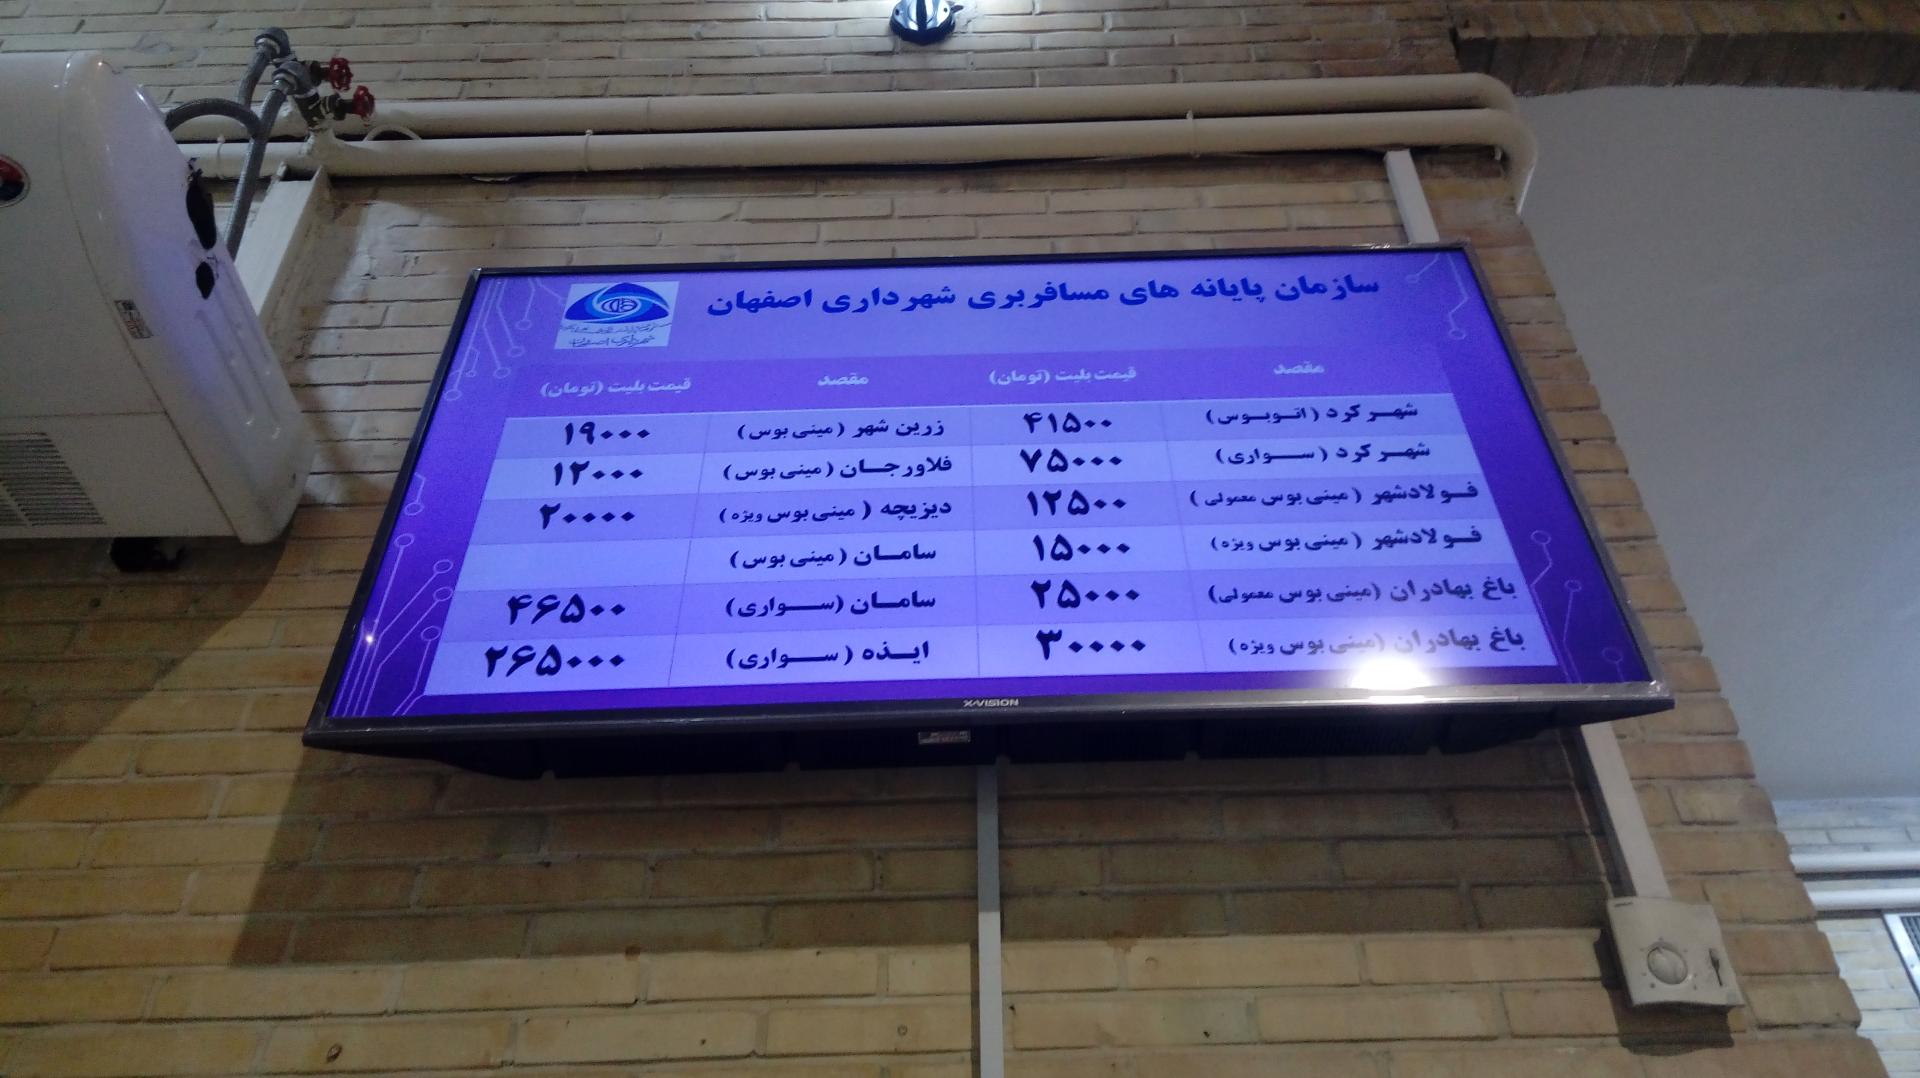 سازمان پایانه های مسافربری شهرداری اصفهان
شهرداری اصفهان
مقصد قیمت بلیت (تومان) مقصد قیمت بلیت (تومان)
شهر کرد (اتوبوس) ۴۱۵۰۰ زرین شهر (مینی بوس) ۱۹۰۰۰
شهر کرد (سواری) ۷۵۰۰۰ فلاورجان (مینی بوس) ۱۲۰۰۰
فولادشهر (مینی بوس معمولی) ۱۲۵۰۰ دیزیچه (مینی بوس ویژه) ۲۰۰۰۰
فولادشهر (مینی بوس ویژه) ۱۵۰۰۰ سامان (مینی بوس)
باغ بهادران (مینی بوس معمولی) ۲۵۰۰۰ سامان (سواری) ۴۶۵۰۰
باغ بهادران (مینی بوس ویژه) ۳۰۰۰۰ ایذه (سواری) ۲۶۵۰۰۰
X.VISION